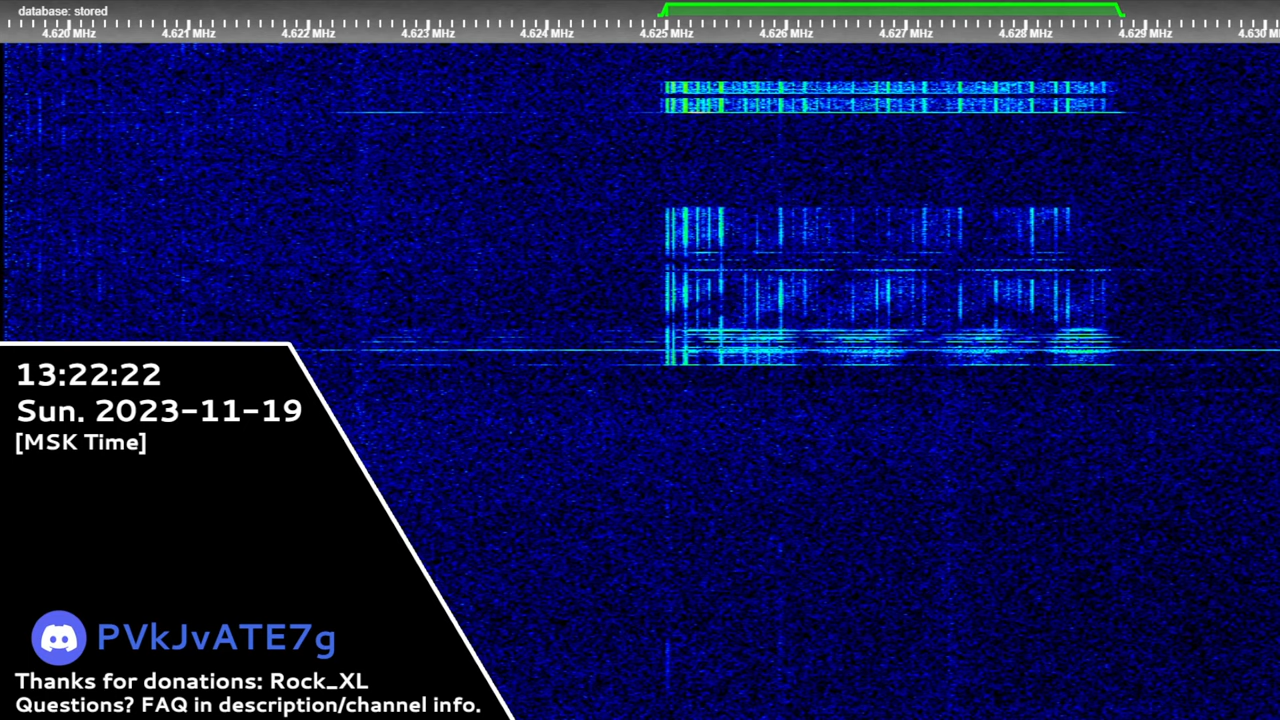 database: stored
4.620 MHz 4.621 MHz 4.622 MHz 4.623 MHz 4.624 MHz 4.625 MHz 4.626 MHz 4.627 MHz 4.628 MHz 4.629 MHz 4.630 M
13:22:22
Sun. 2023-11-19
[MSK Time]
PVkJvATE7g
Thanks for donations: Rock_XL
Questions? FAQ in description/channel info.